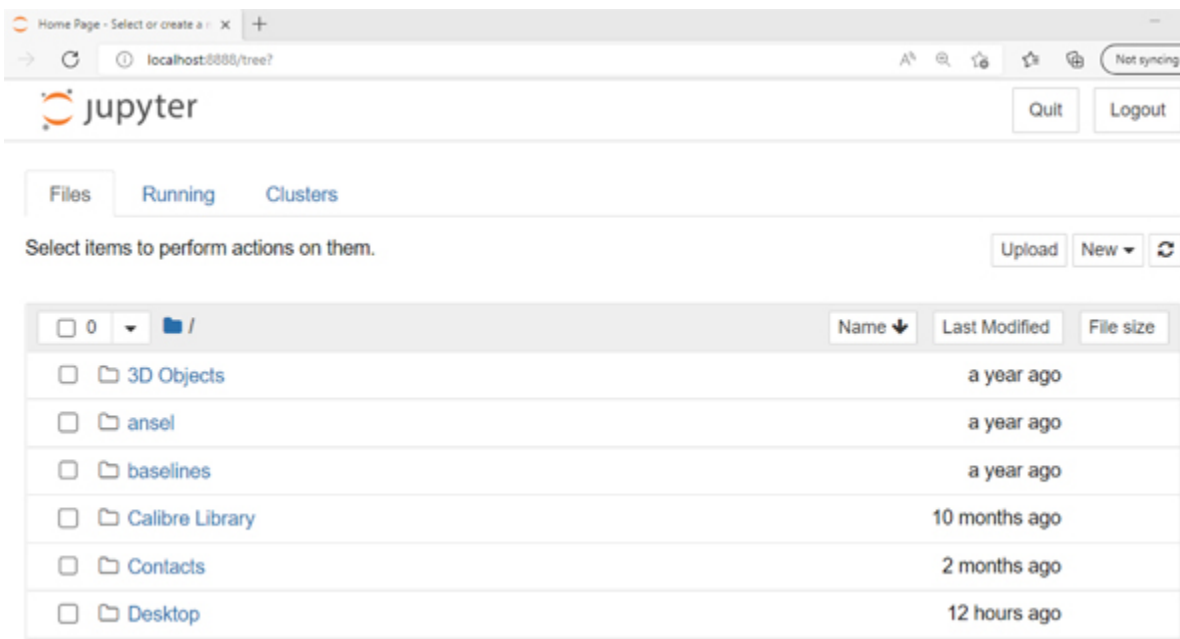 Home Page - Select or create a n
localhost:8888/tree?
Not syncing
jupyter
Quit Logout
Files Running Clusters
Select items to perform actions on them.
Upload New
0 / Name Last Modified File size
3D Objects a year ago
ansel a year ago
baselines a year ago
Calibre Library 10 months ago
Contacts 2 months ago
Desktop 12 hours ago